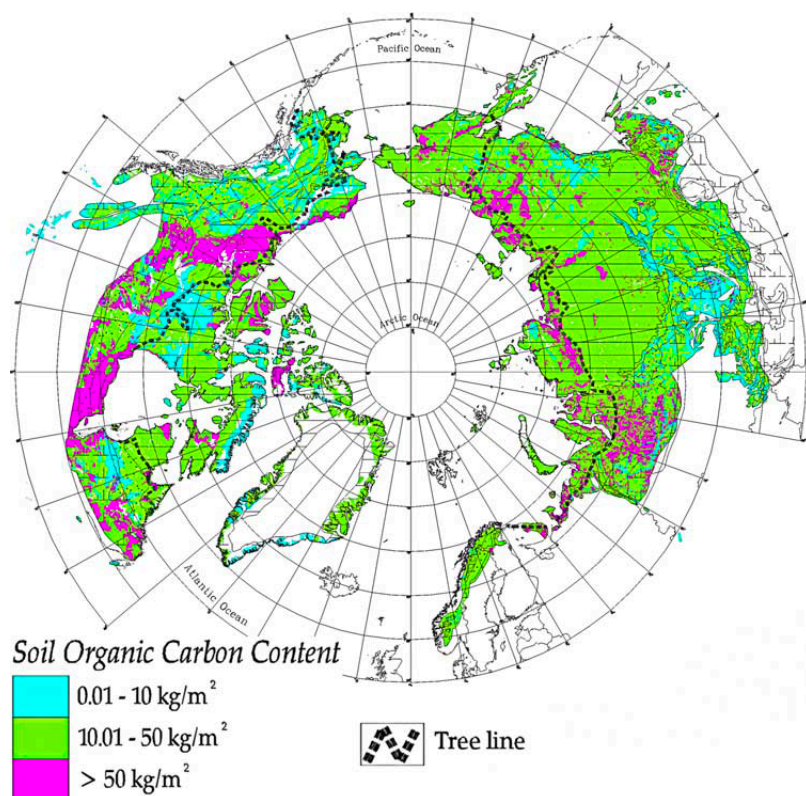 Pacific Ocean
Arctic Ocean
Atlantic Ocean
Soil Organic Carbon Content
0.01 - 10 kg/m²
10.01 - 50 kg/m²
> 50 kg/m²
Tree line